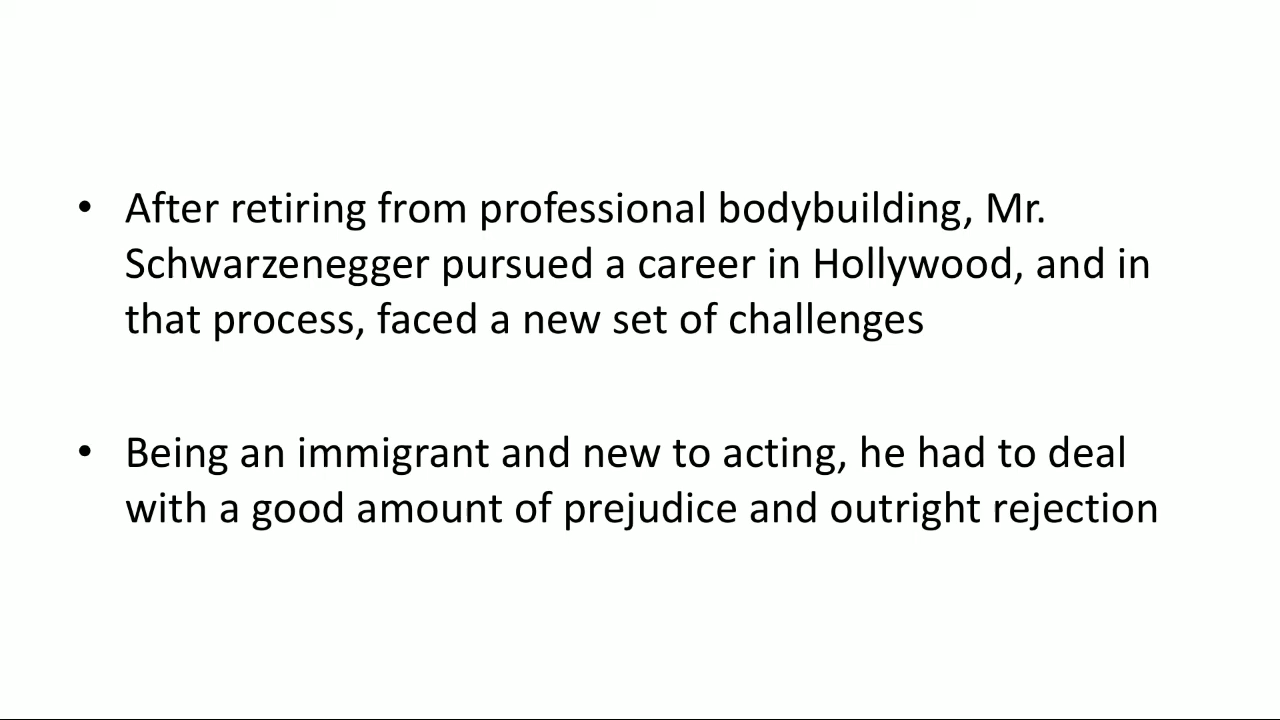 • After retiring from professional bodybuilding, Mr.
Schwarzenegger pursued a career in Hollywood, and in
that process, faced a new set of challenges
• Being an immigrant and new to acting, he had to deal
with a good amount of prejudice and outright rejection